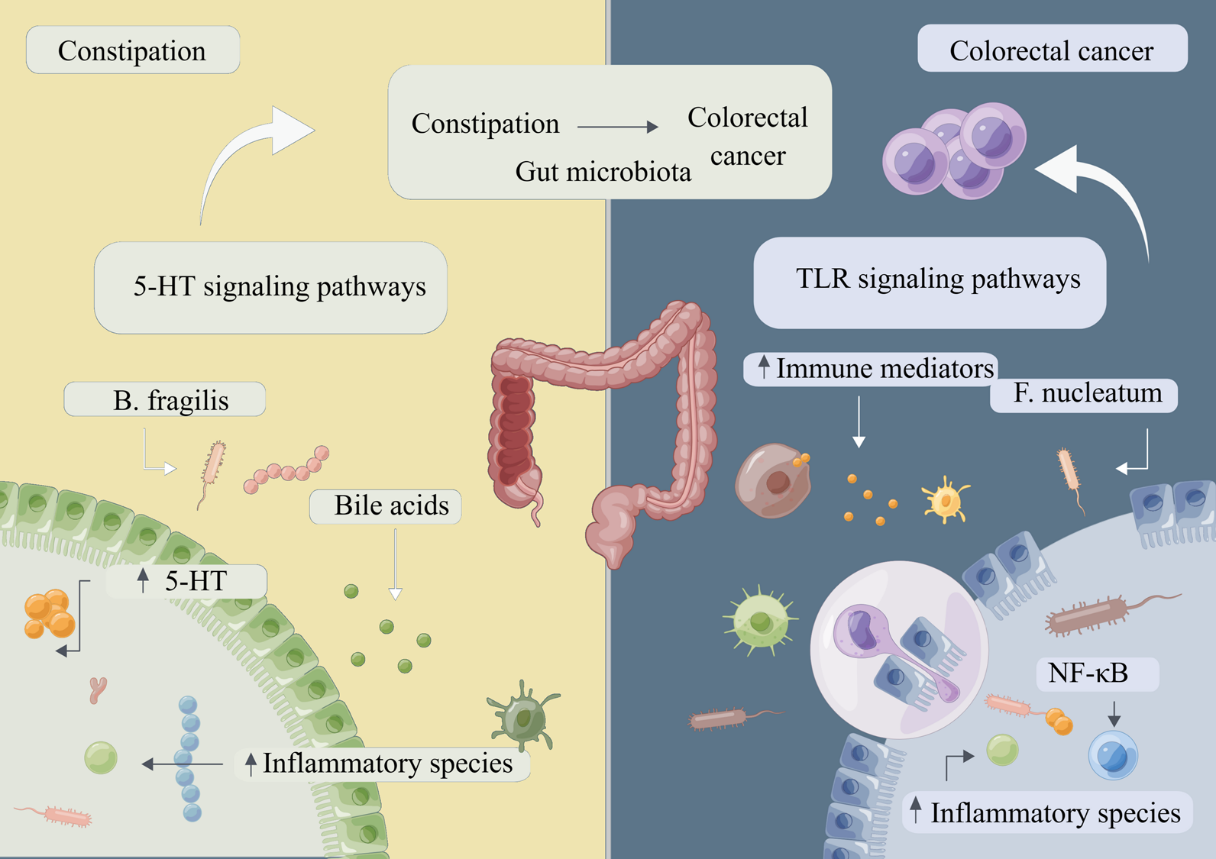 Constipation
Colorectal cancer
Constipation
Colorectal
cancer
Gut microbiota
5-HT signaling pathways
TLR signaling pathways
Immune mediators
F. nucleatum
B. fragilis
Bile acids
5-HT
NF-κB
Inflammatory species
Inflammatory species